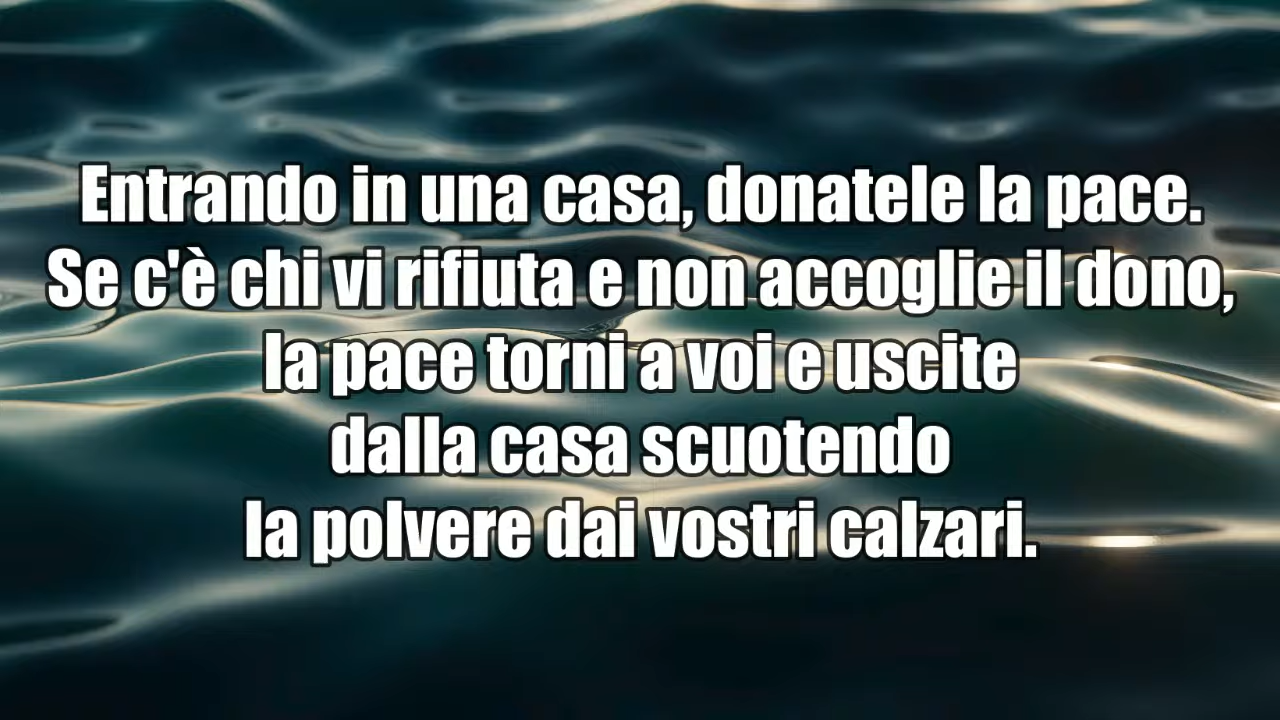 Entrando in una casa, donatele la pace.
Se c'è chi vi rifiuta e non accoglie il dono,
la pace torni a voi e uscite
dalla casa scuotendo
la polvere dai vostri calzari.